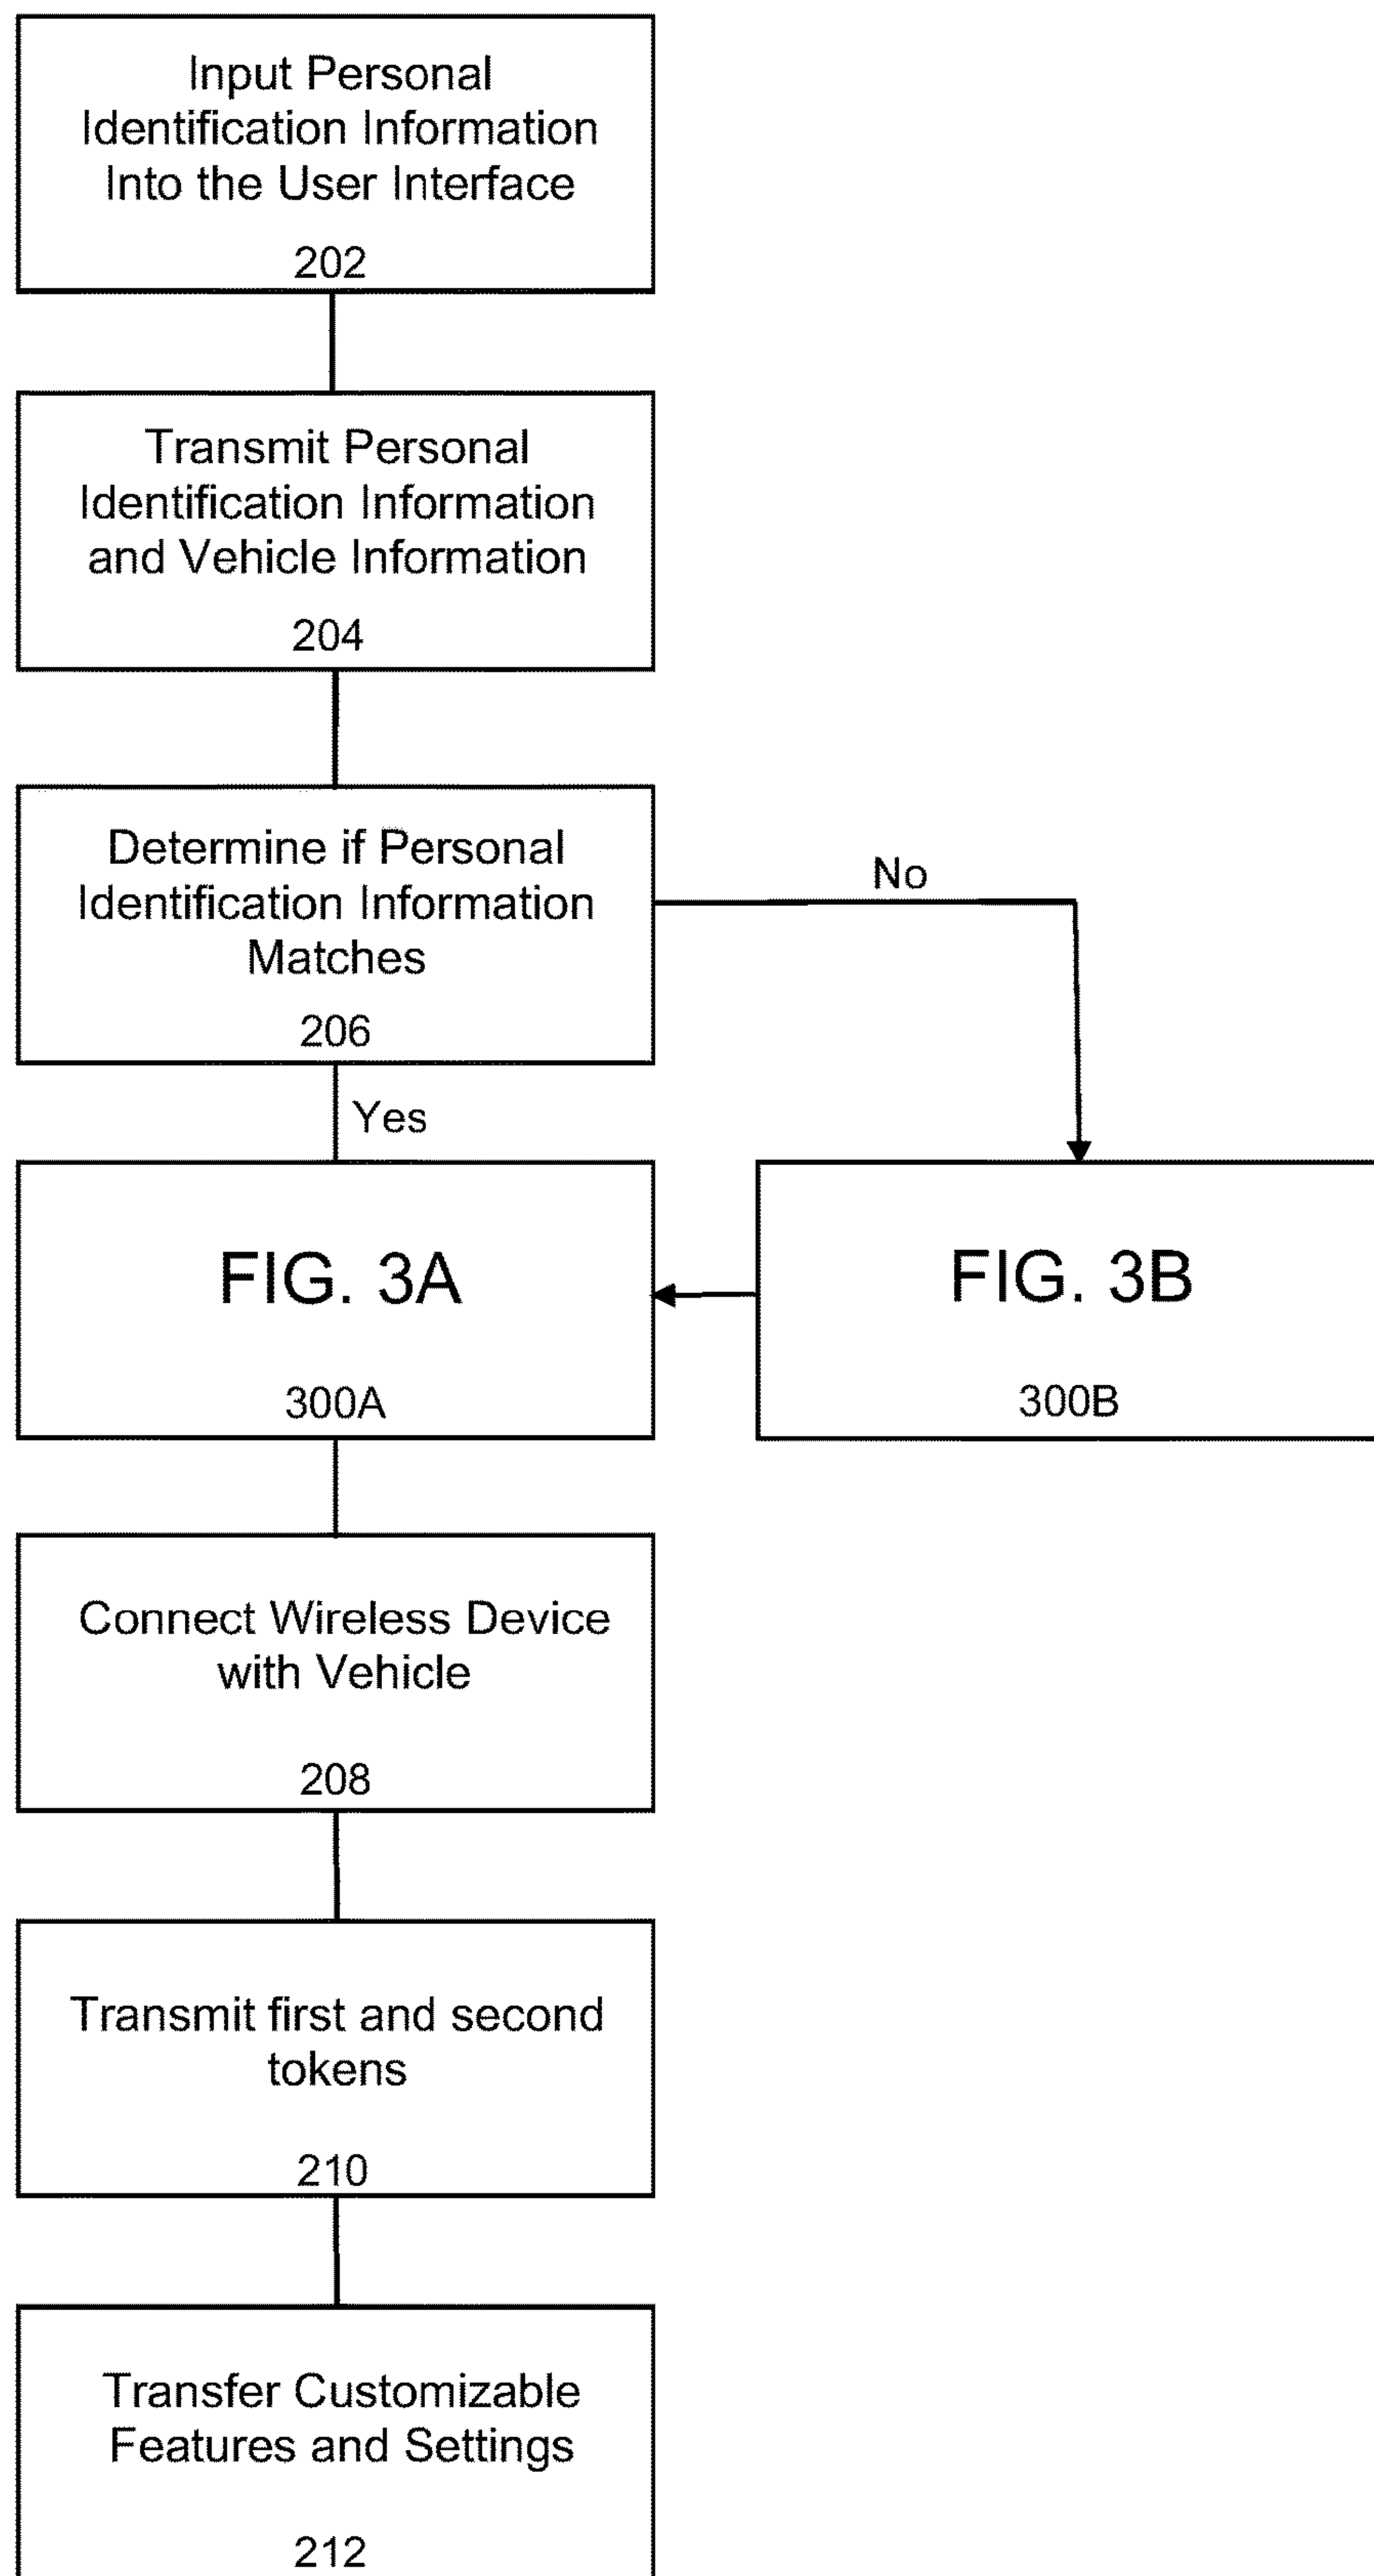 Input Personal
Identification Information
Into the User Interface
202
Transmit Personal
Identification Information
and Vehicle Information
204
Determine if Personal
Identification Information
Matches
206
No
Yes
FIG. 3A
300A
FIG. 3B
300B
Connect Wireless Device
with Vehicle
208
Transmit first and second
tokens
210
Transfer Customizable
Features and Settings
212